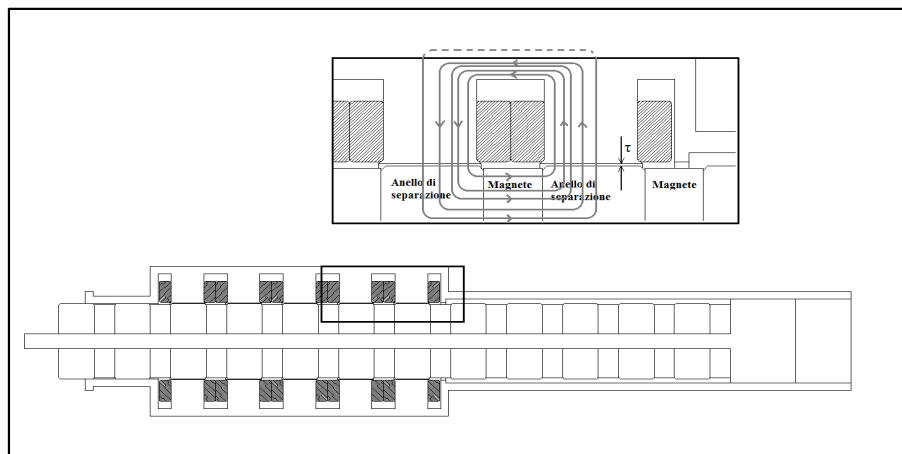 τ
Anello di
separazione
Magnete
Anello di
separazione
Magnete